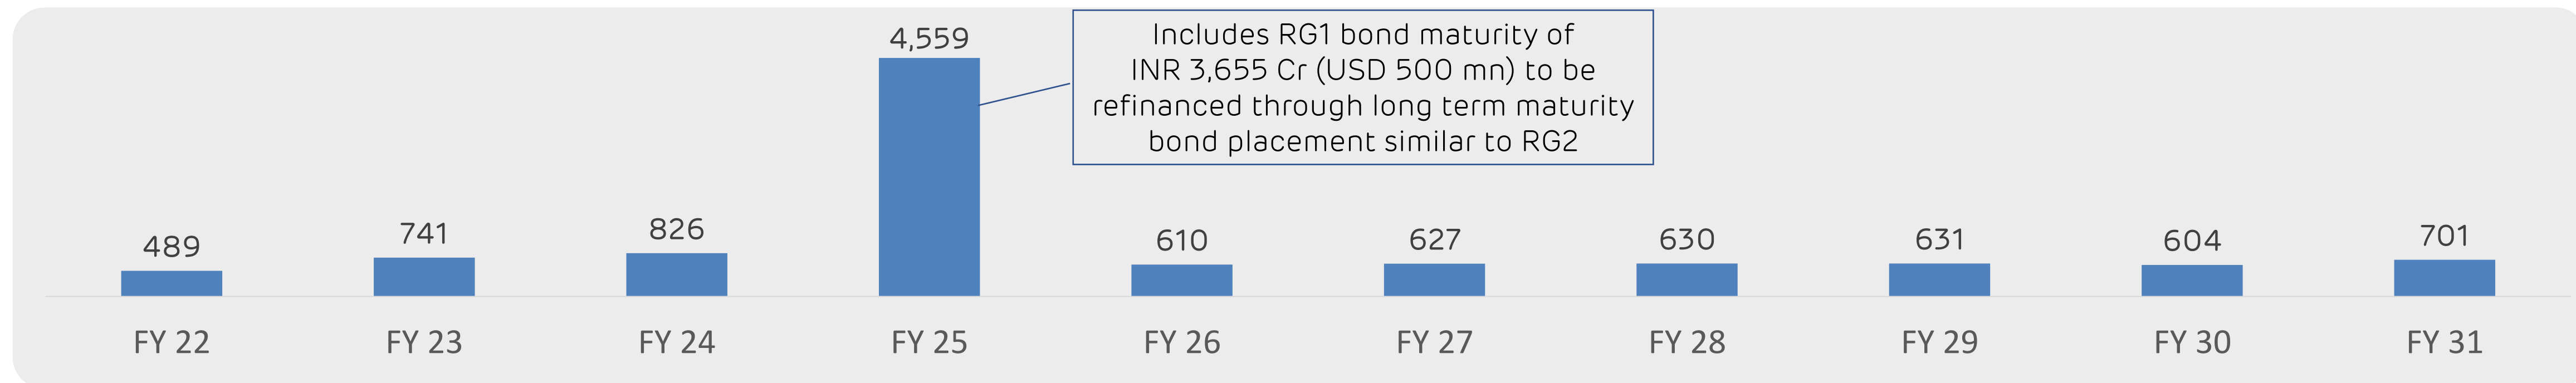 4,559
Includes RG1 bond maturity of
INR 3,655 Cr (USD 500 mn) to be
refinanced through long term maturity
bond placement similar to RG2
489
741
826
610
627
630
631
604
701
FY 22
FY 23
FY 24
FY 25
FY 26
FY 27
FY 28
FY 29
FY 30
FY 31